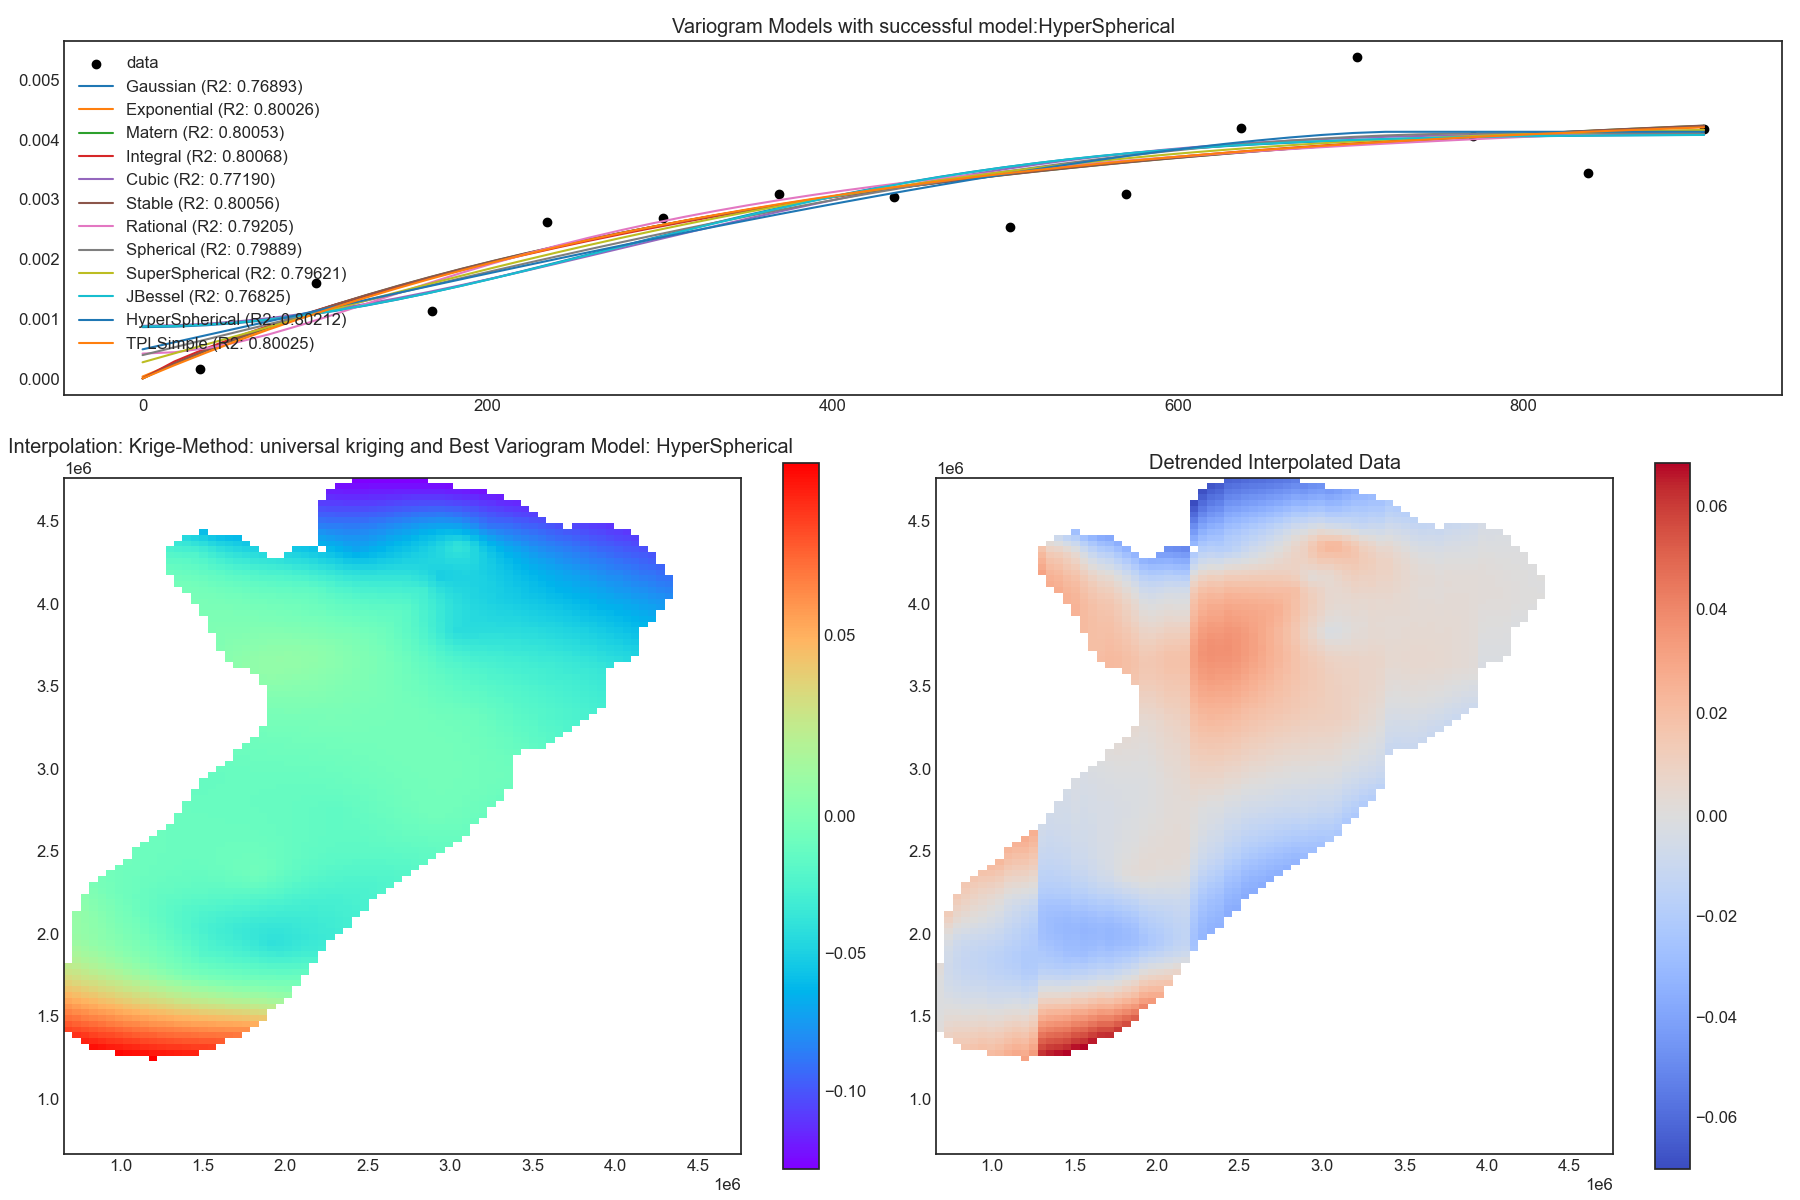 Variogram Models with successful model:HyperSpherical
data
Gaussian (R2: 0.76893)
Exponential (R2: 0.80026)
Matern (R2: 0.80053)
Integral (R2: 0.80068)
Cubic (R2: 0.77190)
Stable (R2: 0.80056)
Rational (R2: 0.79205)
Spherical (R2: 0.79889)
SuperSpherical (R2: 0.79621)
JBessel (R2: 0.76825)
HyperSpherical (R2: 0.80212)
TPLSimple (R2: 0.80025)
0.005
0.004
0.003
0.002
0.001
0.000
0 200 400 600 800
Interpolation: Krige-Method: universal kriging and Best Variogram Model: HyperSpherical
1e6
4.5
4.0
3.5
3.0
2.5
2.0
1.5
1.0
1.0 1.5 2.0 2.5 3.0 3.5 4.0 4.5
1e6
0.05
0.00
−0.05
−0.10
Detrended Interpolated Data
1e6
4.5
4.0
3.5
3.0
2.5
2.0
1.5
1.0
1.0 1.5 2.0 2.5 3.0 3.5 4.0 4.5
1e6
0.06
0.04
0.02
0.00
−0.02
−0.04
−0.06